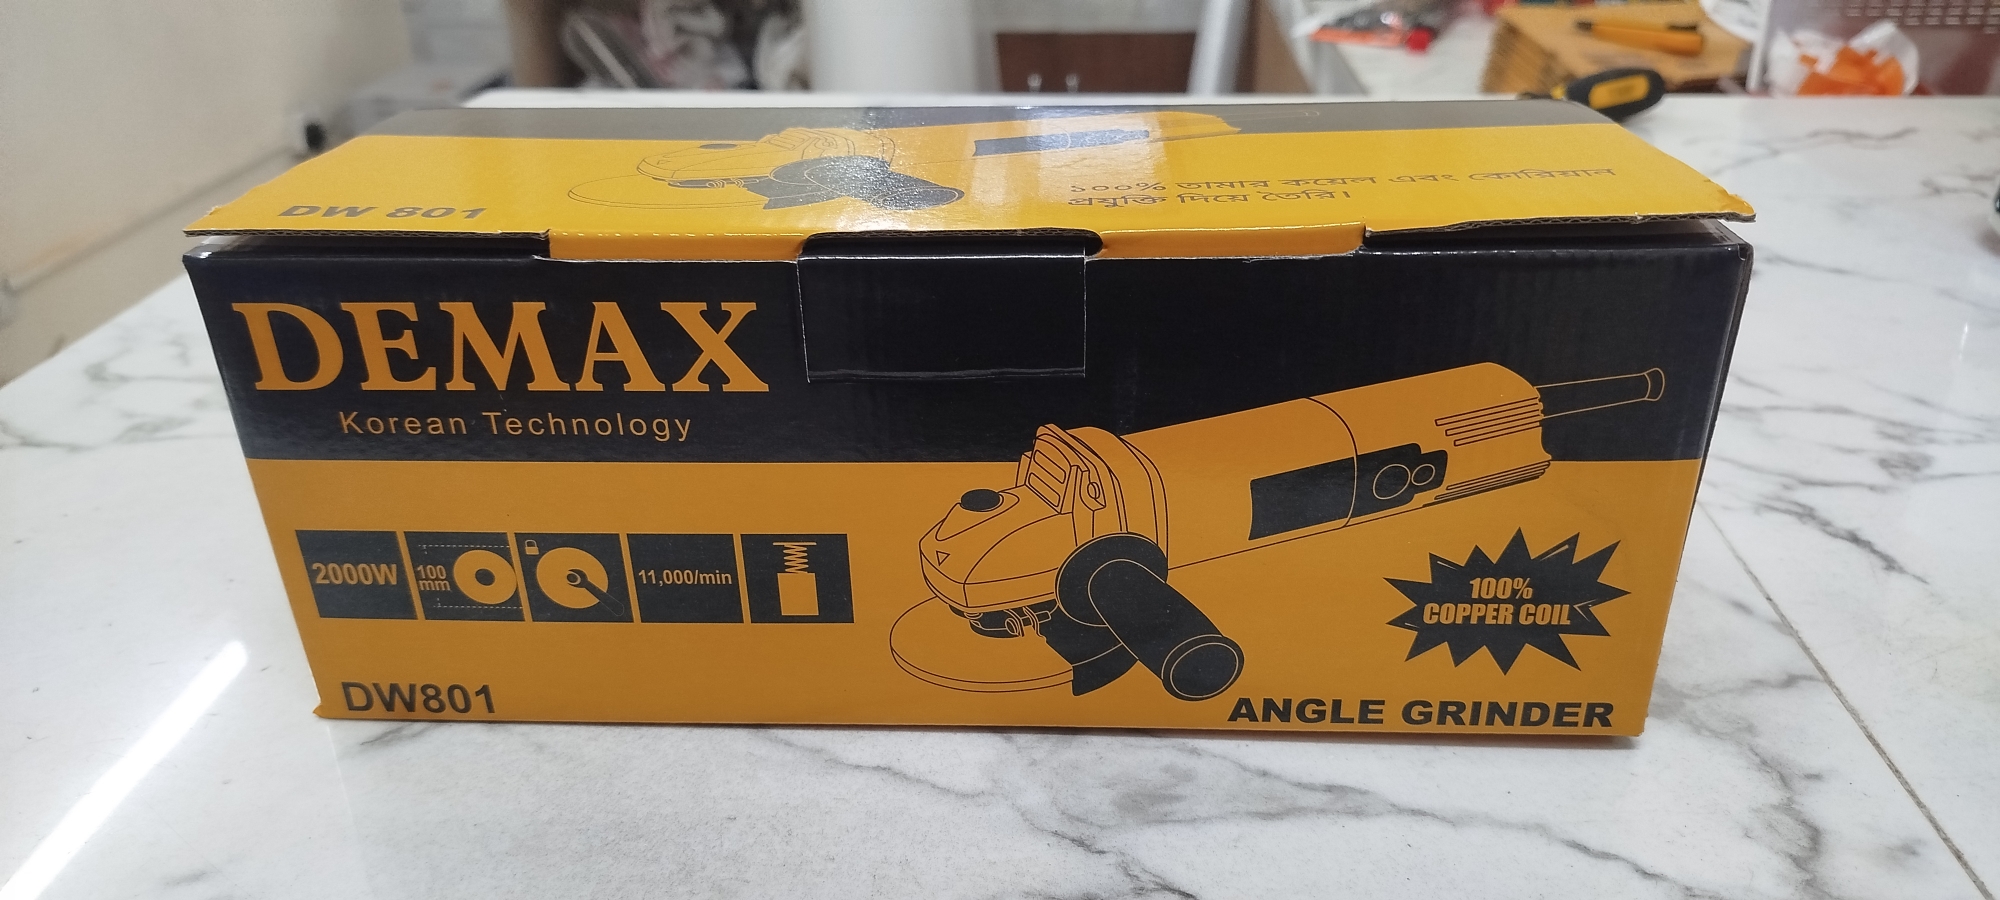 DW 801
১০০% তামার কয়েল এবং কোরিয়ান
প্রযুক্তি দিয়ে তৈরি।
DEMAX
Korean Technology
2000W
100
mm
11,000/min
100%
COPPER COIL
DW801
ANGLE GRINDER